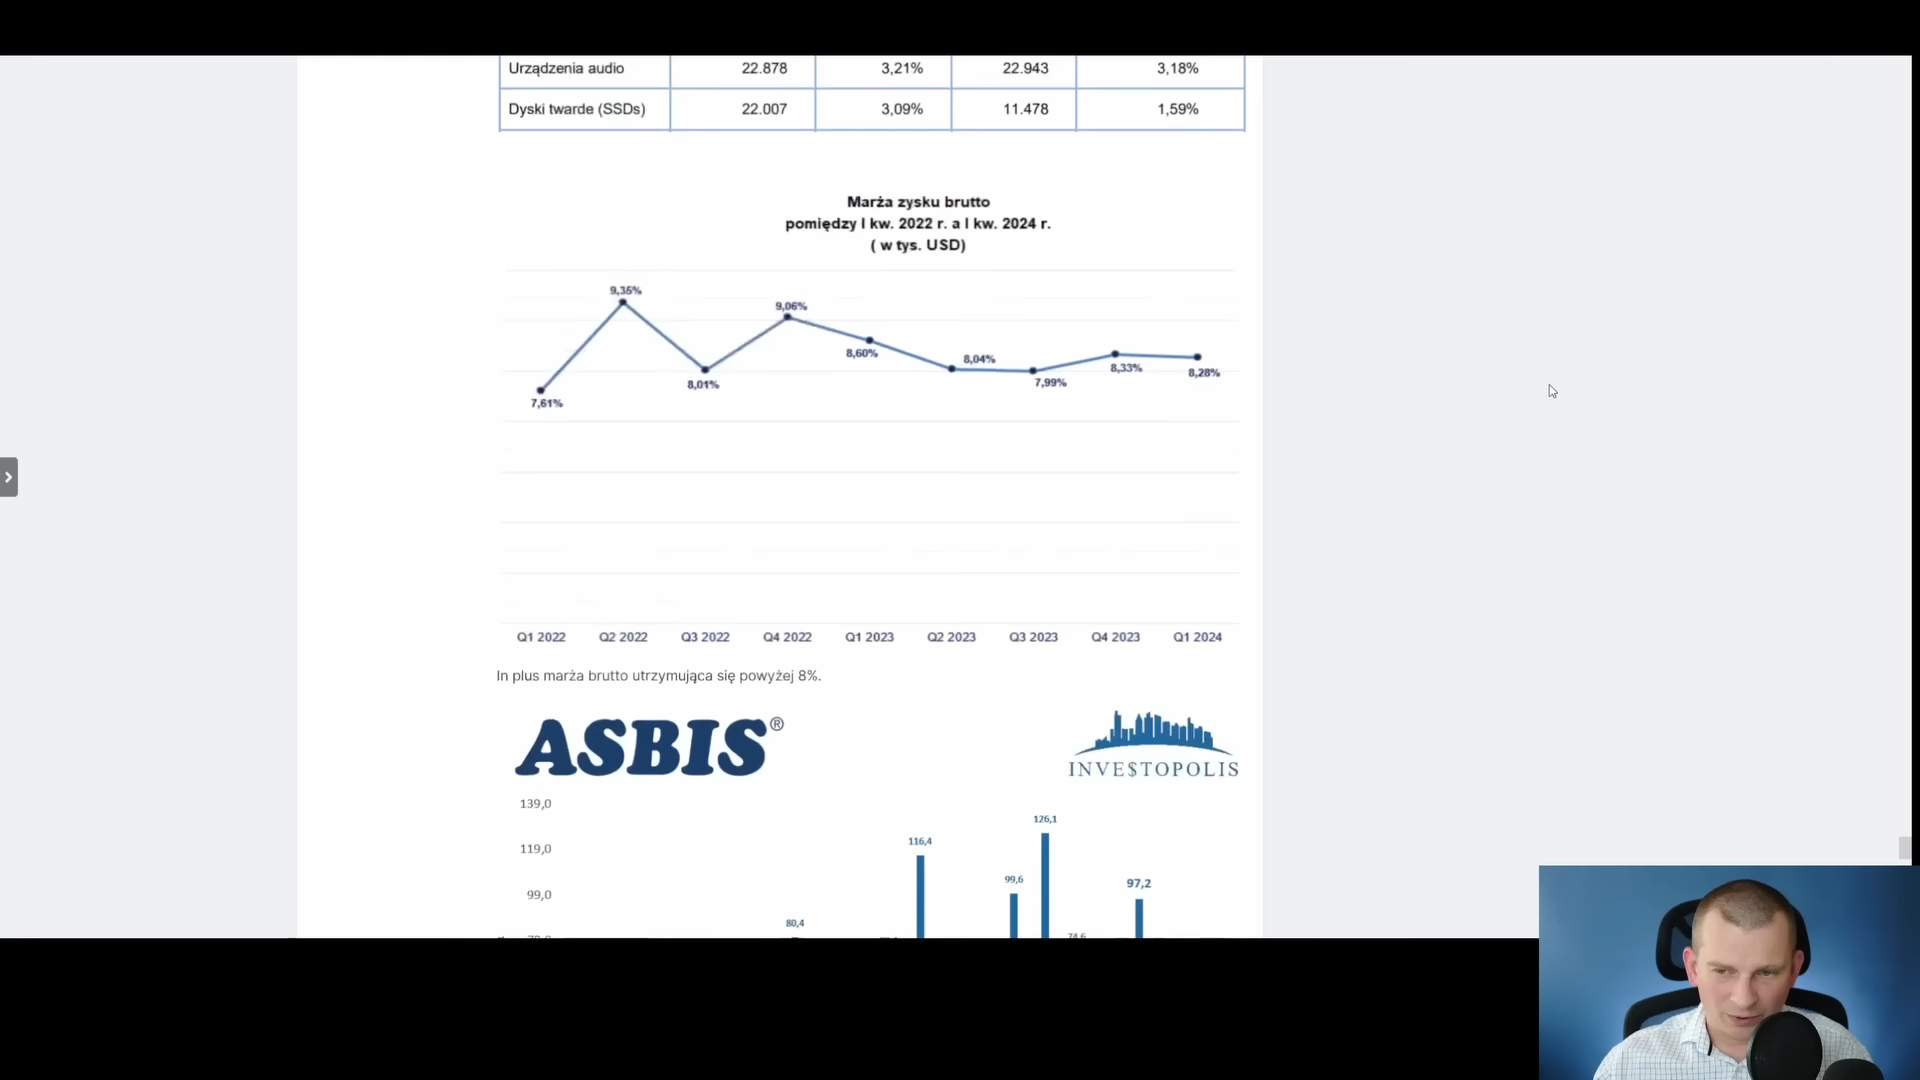 Urządzenia audio 22.878 3,21% 22.943 3,18%
Dyski twarde (SSDs) 22.007 3,09% 11.478 1,59%
Marża zysku brutto
pomiędzy I kw. 2022 r. a I kw. 2024 r.
( w tys. USD)
9,35%
9,06%
8,60%
8,04%
8,33%
8,28%
8,01%
7,99%
7,61%
Q1 2022 Q2 2022 Q3 2022 Q4 2022 Q1 2023 Q2 2023 Q3 2023 Q4 2023 Q1 2024
In plus marża brutto utrzymująca się powyżej 8%.
ASBIS®
INVE$TOPOLIS
139,0
126,1
116,4
119,0
99,6
97,2
99,0
80,4
74,6